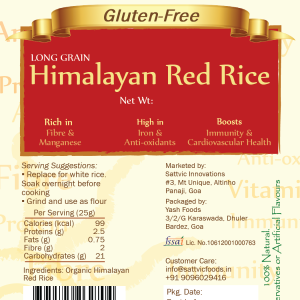 Gluten-Free
LONG GRAIN
Himalayan Red Rice
Net Wt:
Rich in
Fibre &
Manganese
High in
Iron &
Anti-oxidants
Boosts
Immunity &
Cardiovascular Health
Serving Suggestions:
• Replace for white rice.
Soak overnight before
cooking
• Grind and use as flour
Per Serving (25g)
Calories (kcal) 99
Proteins (g) 2.5
Fats (g) 0.75
Fibre (g) 2
Carbohydrates (g) 21
Ingredients: Organic Himalayan
Red Rice
Marketed by:
Sattvic Innovations
#3, Mt Unique, Altinho
Panaji, Goa
Packaged by:
Yash Foods
3/2/G Karaswada, Dhuler
Bardez, Goa
fssai Lic. No.10612001000763
Customer Care:
info@sattvicfoods.in
+91 9096029416
Pkg. Date:
100% Natural,
ervatives or Artificial Flavours
Anti-ox
Vitami